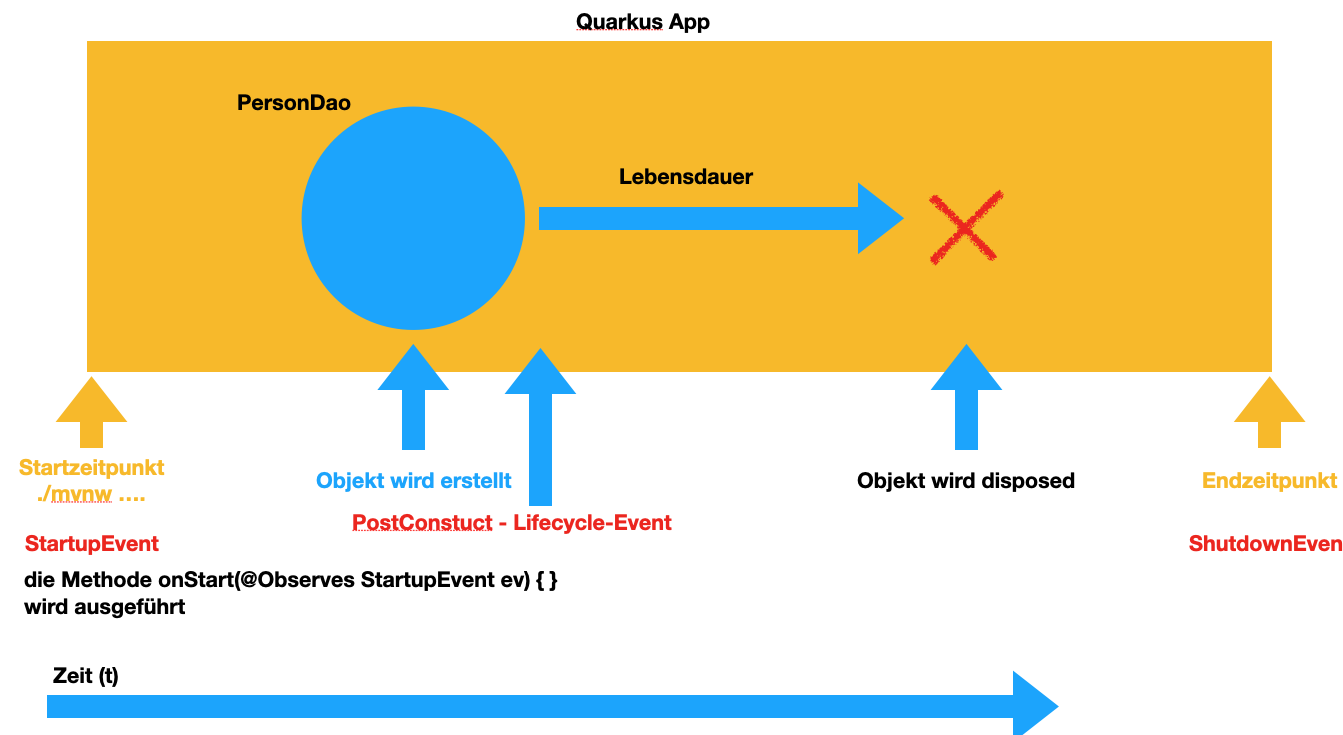 Quarkus App
PersonDao
Lebensdauer
Startzeitpunkt
./mvnw ....
Objekt wird erstellt
Objekt wird disposed
Endzeitpunkt
PostConstuct - Lifecycle-Event
StartupEvent
ShutdownEven
die Methode onStart(@Observes StartupEvent ev) { }
wird ausgeführt
Zeit (t)